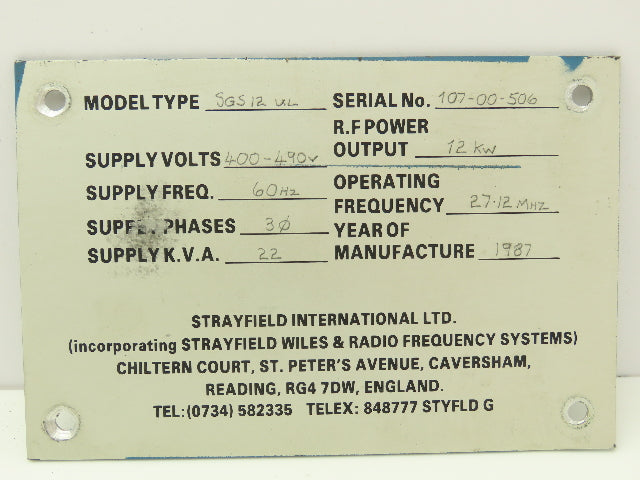 MODEL TYPE SGS12 UL SERIAL No. 107-00-506
R.F POWER
SUPPLY VOLTS 400-490V OUTPUT 12 KW
SUPPLY FREQ. 60Hz OPERATING
FREQUENCY 27·12 MHZ
PHASES 3Ø YEAR OF
SUPPLY K.V.A. 22 MANUFACTURE 1987
STRAYFIELD INTERNATIONAL LTD.
(incorporating STRAYFIELD WILES & RADIO FREQUENCY SYSTEMS)
CHILTERN COURT, ST. PETER'S AVENUE, CAVERSHAM,
READING, RG4 7DW, ENGLAND.
TEL:(0734) 582335 TELEX: 848777 STYFLD G